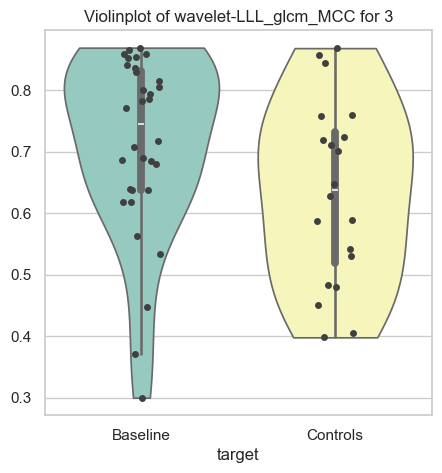 Violinplot of wavelet-LLL_glcm_MCC for 3
0.8
0.7
0.6
0.5
0.4
0.3
Baseline
Controls
target